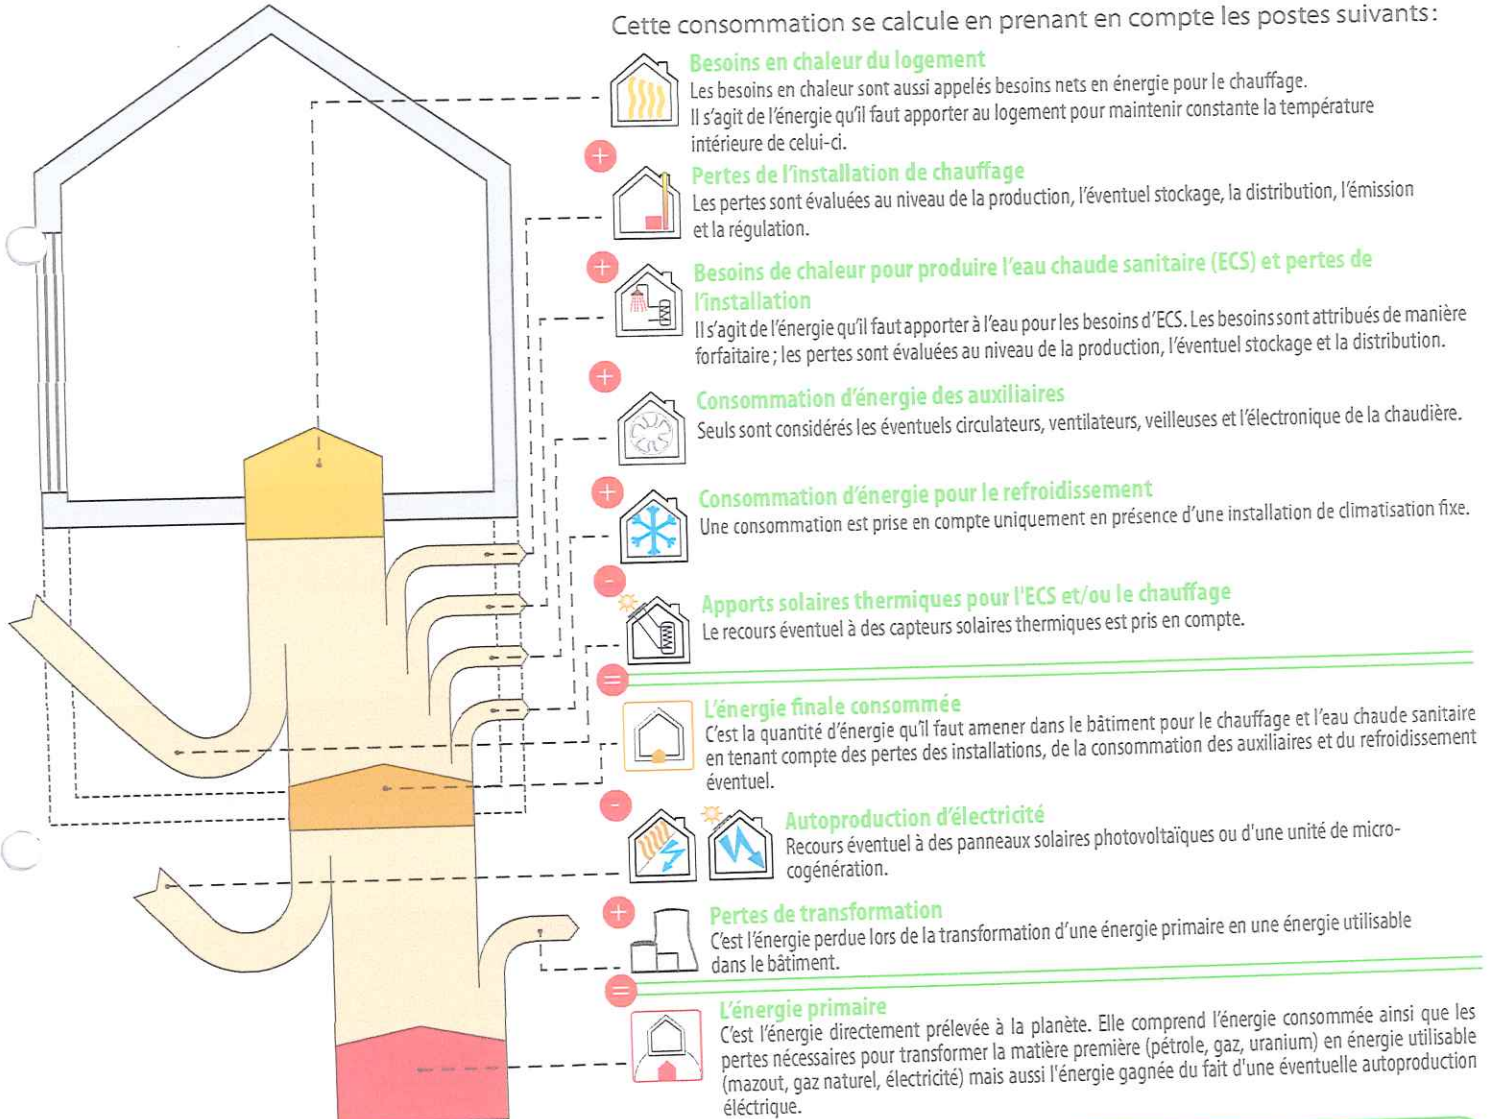 Cette consommation se calcule en prenant en compte les postes suivants :
Besoins en chaleur du logement
Les besoins en chaleur sont aussi appelés besoins nets en énergie pour le chauffage.
Il s'agit de l'énergie qu'il faut apporter au logement pour maintenir constante la température
intérieure de celui-ci.
+
Pertes de l'installation de chauffage
Les pertes sont évaluées au niveau de la production, l'éventuel stockage, la distribution, l'émission
et la régulation.
+
Besoins de chaleur pour produire l'eau chaude sanitaire (ECS) et pertes de
l'installation
Il s'agit de l'énergie qu'il faut apporter à l'eau pour les besoins d'ECS. Les besoins sont attribués de manière
forfaitaire ; les pertes sont évaluées au niveau de la production, l'éventuel stockage et la distribution.
+
Consommation d'énergie des auxiliaires
Seuls sont considérés les éventuels circulateurs, ventilateurs, veilleuses et l'électronique de la chaudière.
+
Consommation d'énergie pour le refroidissement
Une consommation est prise en compte uniquement en présence d'une installation de climatisation fixe.
-
Apports solaires thermiques pour l'ECS et/ou le chauffage
Le recours éventuel à des capteurs solaires thermiques est pris en compte.
=
L'énergie finale consommée
C'est la quantité d'énergie qu'il faut amener dans le bâtiment pour le chauffage et l'eau chaude sanitaire
en tenant compte des pertes des installations, de la consommation des auxiliaires et du refroidissement
éventuel.
-
Autoproduction d'électricité
Recours éventuel à des panneaux solaires photovoltaïques ou d'une unité de micro-
cogénération.
+
Pertes de transformation
C'est l'énergie perdue lors de la transformation d'une énergie primaire en une énergie utilisable
dans le bâtiment.
=
L'énergie primaire
C'est l'énergie directement prélevée à la planète. Elle comprend l'énergie consommée ainsi que les
pertes nécessaires pour transformer la matière première (pétrole, gaz, uranium) en énergie utilisable
(mazout, gaz naturel, électricité) mais aussi l'énergie gagnée du fait d'une éventuelle autoproduction
éléctrique.